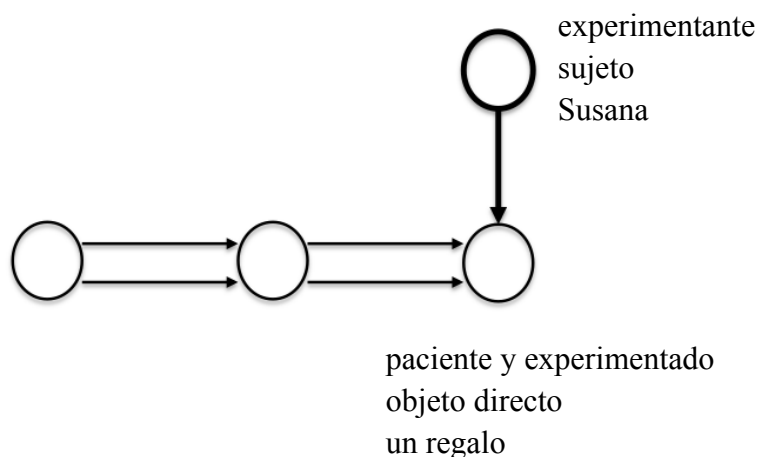 experimentante
sujeto
Susana
paciente y experimentado
objeto directo
un regalo